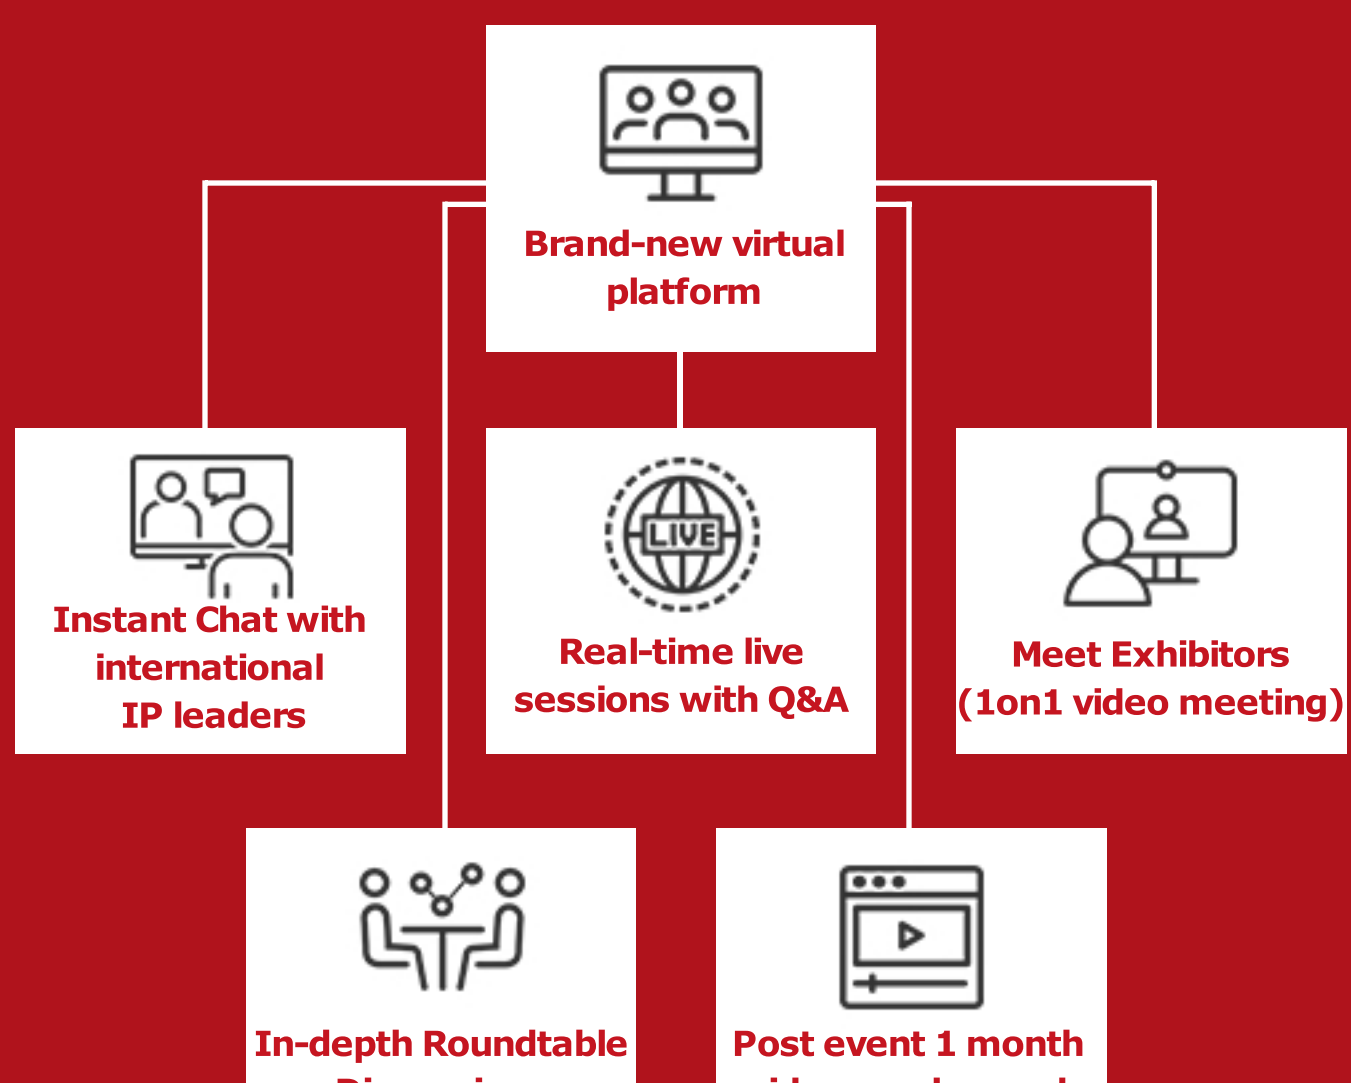 Brand-new virtual
platform
Instant Chat with
international
IP leaders
LIVE
Real-time live
sessions with Q&A
Meet Exhibitors
(1on1 video meeting)
In-depth Roundtable
Post event 1 month